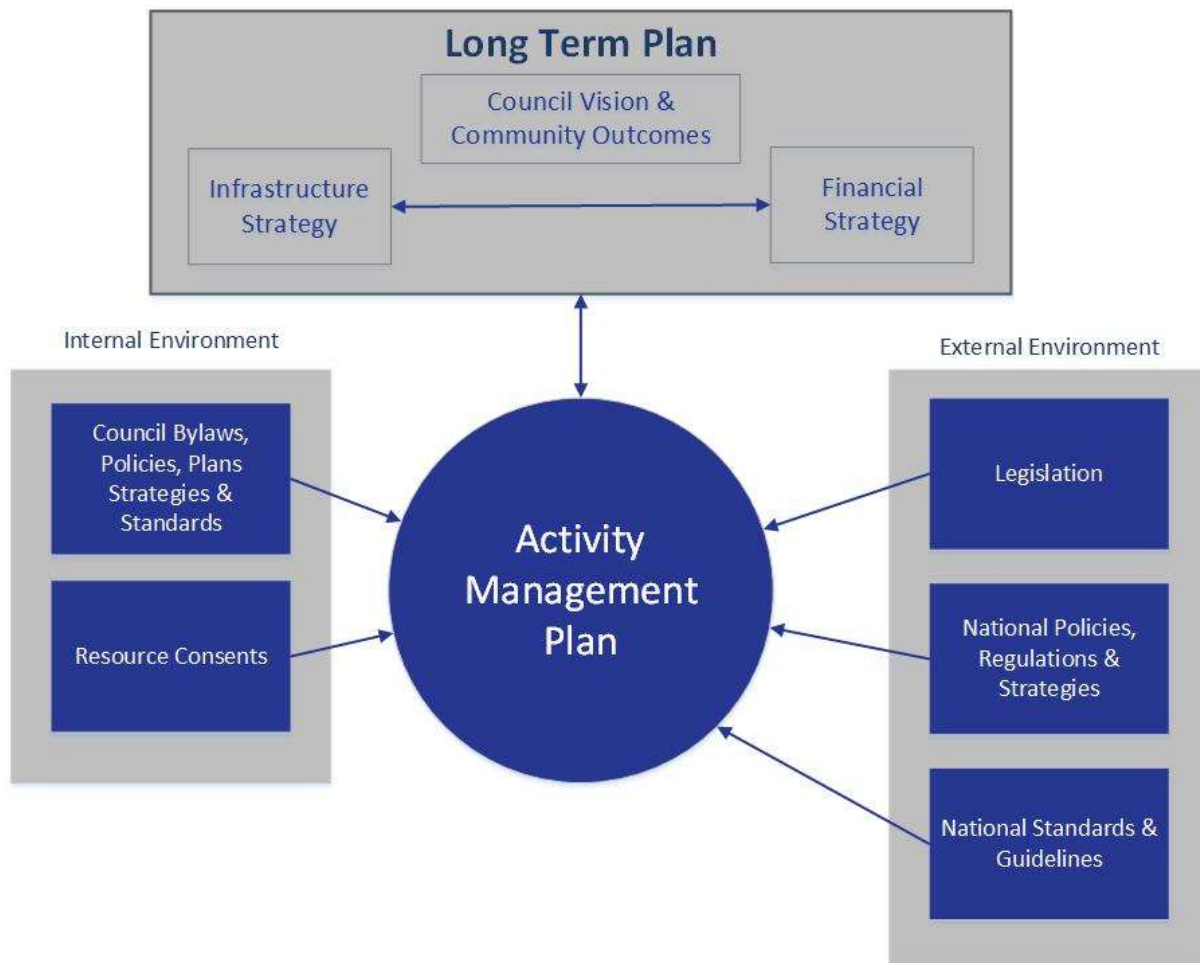 Long Term Plan
Council Vision &
Community Outcomes
Infrastructure
Strategy
Financial
Strategy
Internal Environment
External Environment
Council Bylaws,
Policies, Plans
Strategies &
Standards
Resource Consents
Activity
Management
Plan
Legislation
National Policies,
Regulations &
Strategies
National Standards &
Guidelines